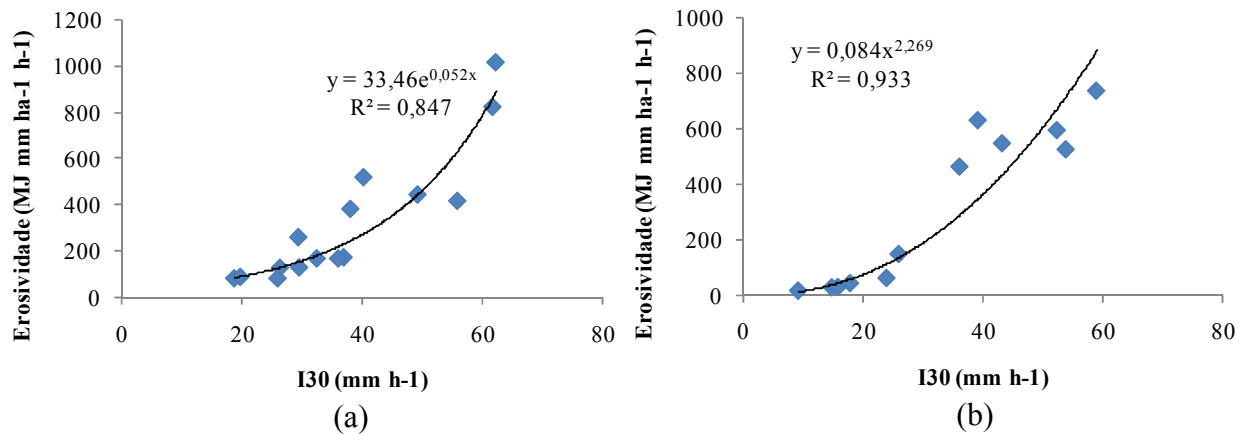 Erosividade (MJ mm ha-1 h-1)
1200
1000
800
600
400
200
0
y = 33,46e^0,052x
R² = 0,847
0 20 40 60 80
I30 (mm h-1)
(a)
Erosividade (MJ mm ha-1 h-1)
1000
800
600
400
200
0
y = 0,084x^2,269
R² = 0,933
0 20 40 60 80
I30 (mm h-1)
(b)